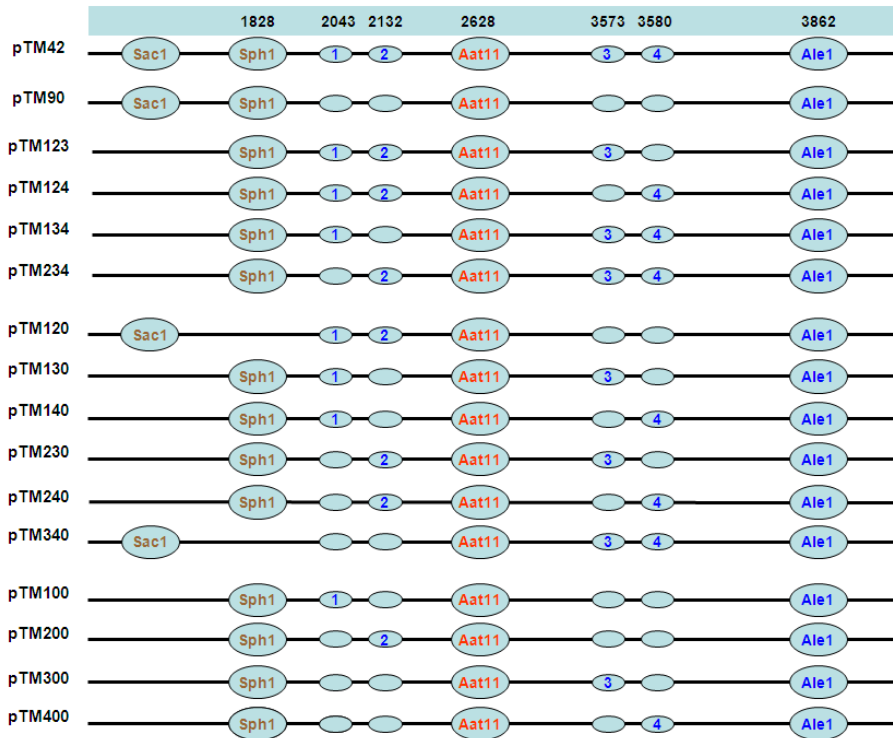 1828 2043 2132 2628 3573 3580 3862
pTM42 Sac1 Sph1 1 2 Aat11 3 4 Ale1
pTM90 Sac1 Sph1 Aat11 Ale1
pTM123 Sph1 1 2 Aat11 3 Ale1
pTM124 Sph1 1 2 Aat11 4 Ale1
pTM134 Sph1 1 Aat11 3 4 Ale1
pTM234 Sph1 2 Aat11 3 4 Ale1
pTM120 Sac1 1 2 Aat11 Ale1
pTM130 Sph1 1 Aat11 3 Ale1
pTM140 Sph1 1 Aat11 4 Ale1
pTM230 Sph1 2 Aat11 3 Ale1
pTM240 Sph1 2 Aat11 4 Ale1
pTM340 Sac1 Aat11 3 4 Ale1
pTM100 Sph1 1 Aat11 Ale1
pTM200 Sph1 2 Aat11 Ale1
pTM300 Sph1 Aat11 3 Ale1
pTM400 Sph1 Aat11 4 Ale1